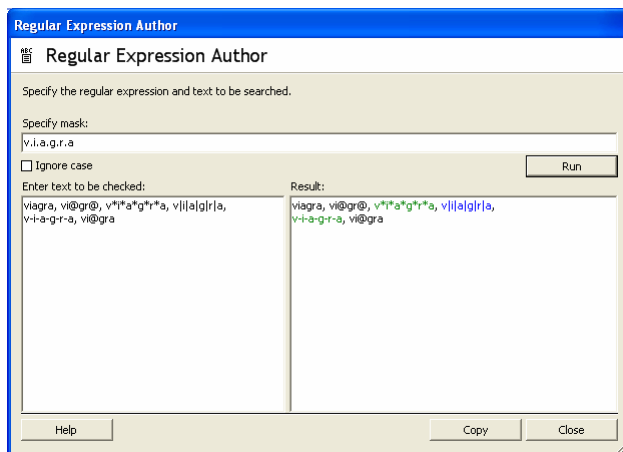 Regular Expression Author
ABC
Regular Expression Author
Specify the regular expression and text to be searched.
Specify mask:
v.i.a.g.r.a
Ignore case
Run
Enter text to be checked:
Result:
viagra, vi@gr@, v*i*a*g*r*a, v|i|a|g|r|a,
v-i-a-g-r-a, vi@gra
viagra, vi@gr@, v*i*a*g*r*a, v|i|a|g|r|a,
v-i-a-g-r-a, vi@gra
Help
Copy
Close